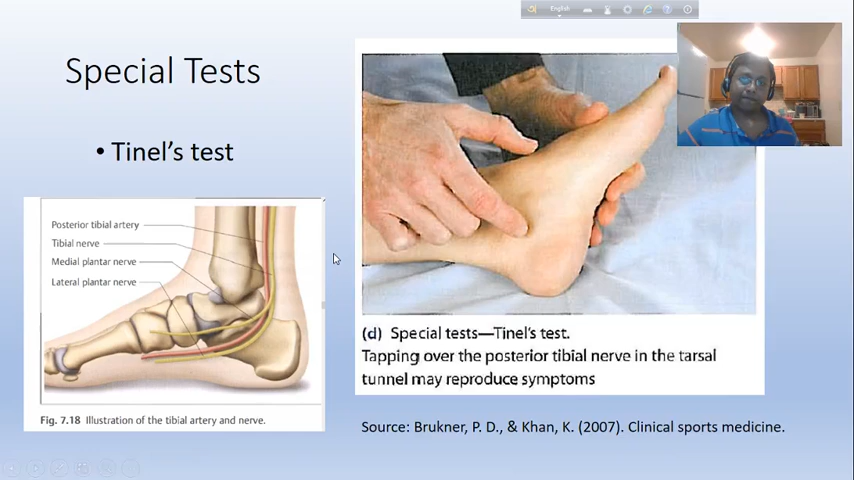 English
Special Tests
• Tinel's test
Posterior tibial artery
Tibial nerve
Medial plantar nerve
Lateral plantar nerve
Fig. 7.18 Illustration of the tibial artery and nerve.
(d) Special tests—Tinel's test.
Tapping over the posterior tibial nerve in the tarsal
tunnel may reproduce symptoms
Source: Brukner, P. D., & Khan, K. (2007). Clinical sports medicine.